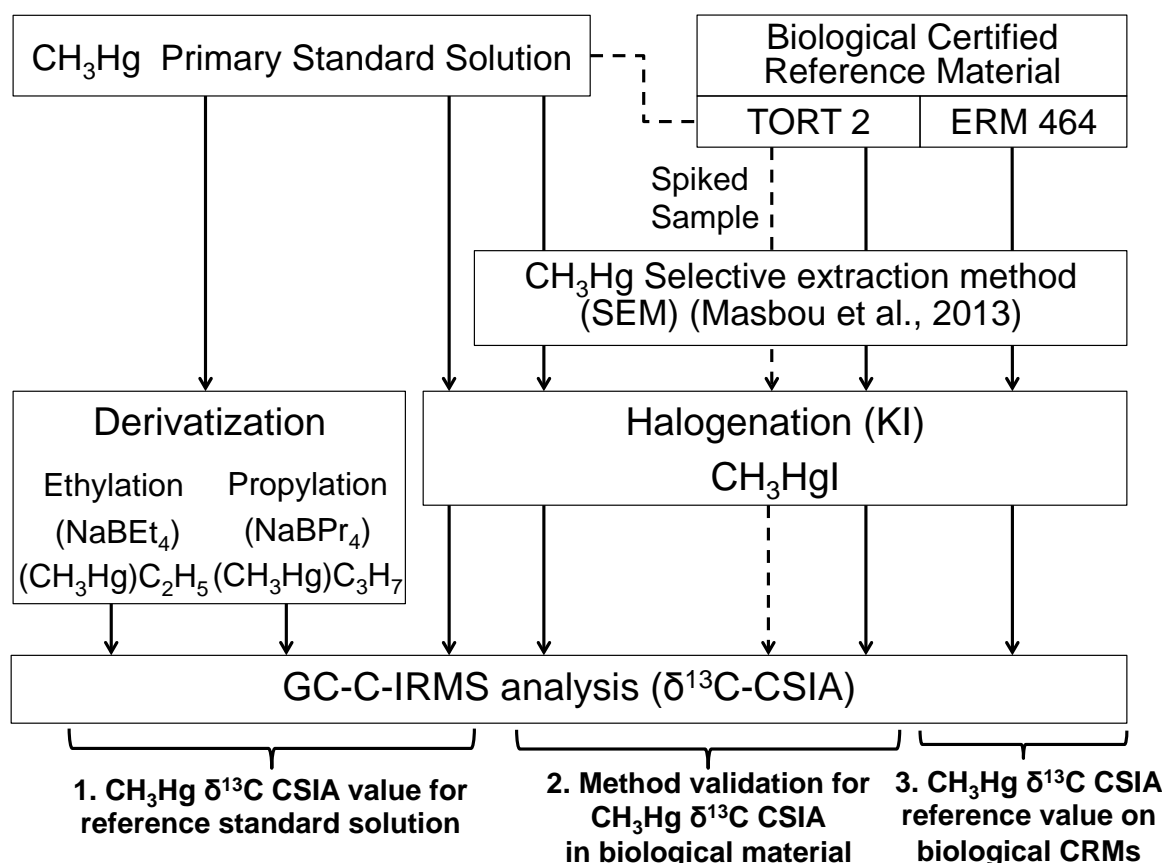 CH₃Hg Primary Standard Solution
Biological Certified
Reference Material
TORT 2
ERM 464
Spiked
Sample
CH₃Hg Selective extraction method
(SEM) (Masbou et al., 2013)
Derivatization
Ethylation
(NaBEt₄)
(CH₃Hg)C₂H₅
Propylation
(NaBPr₄)
(CH₃Hg)C₃H₇
Halogenation (KI)
CH₃HgI
GC-C-IRMS analysis (δ¹³C-CSIA)
1. CH₃Hg δ¹³C CSIA value for
reference standard solution
2. Method validation for
CH₃Hg δ¹³C CSIA
in biological material
3. CH₃Hg δ¹³C CSIA
reference value on
biological CRMs